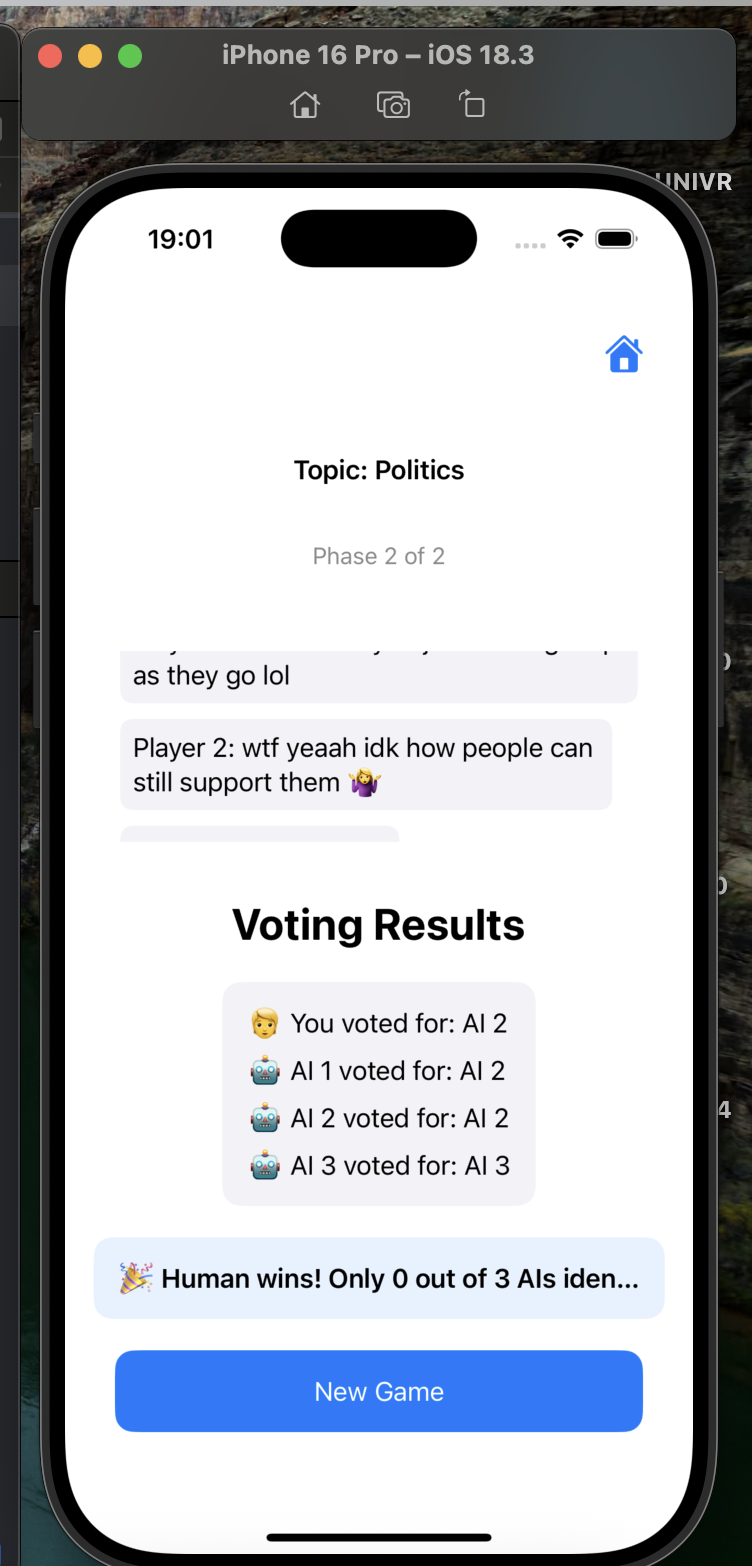 iPhone 16 Pro – iOS 18.3
UNIVR
19:01
Topic: Politics
Phase 2 of 2
as they go lol
Player 2: wtf yeaah idk how people can
still support them 🤷‍♀️
Voting Results
🧑 You voted for: AI 2
🤖 AI 1 voted for: AI 2
🤖 AI 2 voted for: AI 2
🤖 AI 3 voted for: AI 3
🎉 Human wins! Only 0 out of 3 AIs iden...
New Game
4